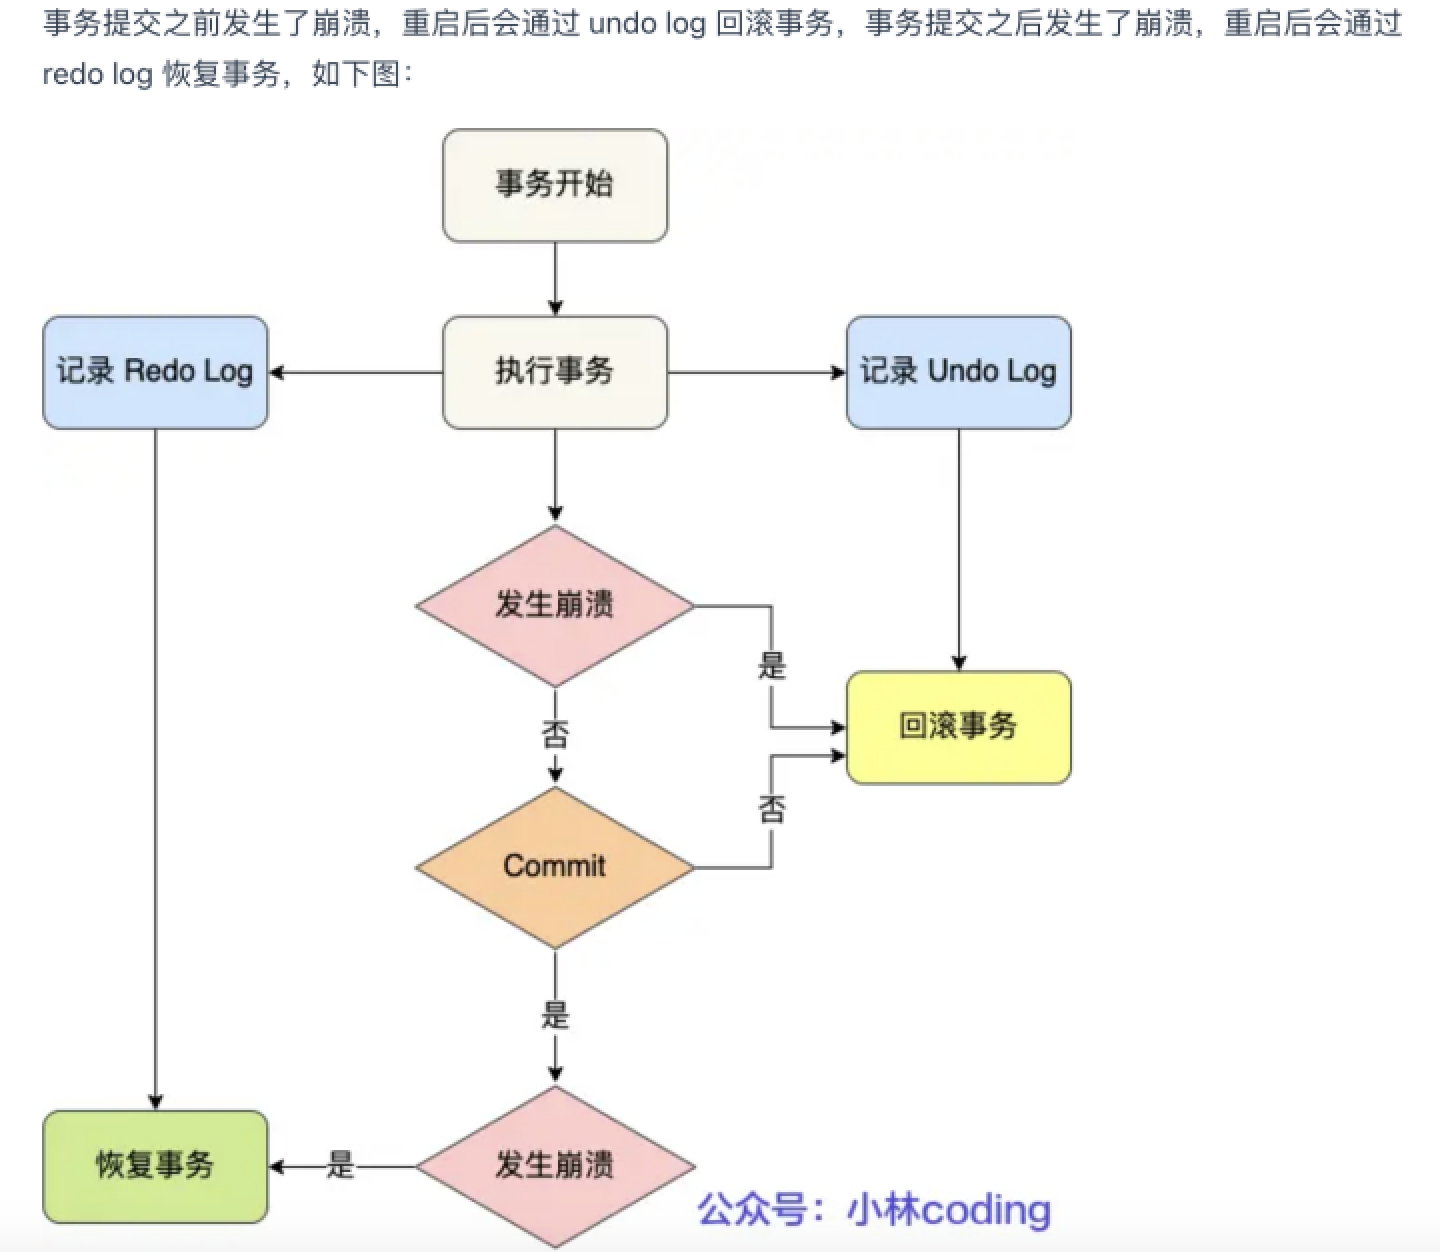 事务提交之前发生了崩溃，重启后会通过 undo log 回滚事务，事务提交之后发生了崩溃，重启后会通过
redo log 恢复事务，如下图：
事务开始
记录 Redo Log
执行事务
记录 Undo Log
发生崩溃
是
回滚事务
否
否
Commit
是
恢复事务
是
发生崩溃
公众号：小林coding